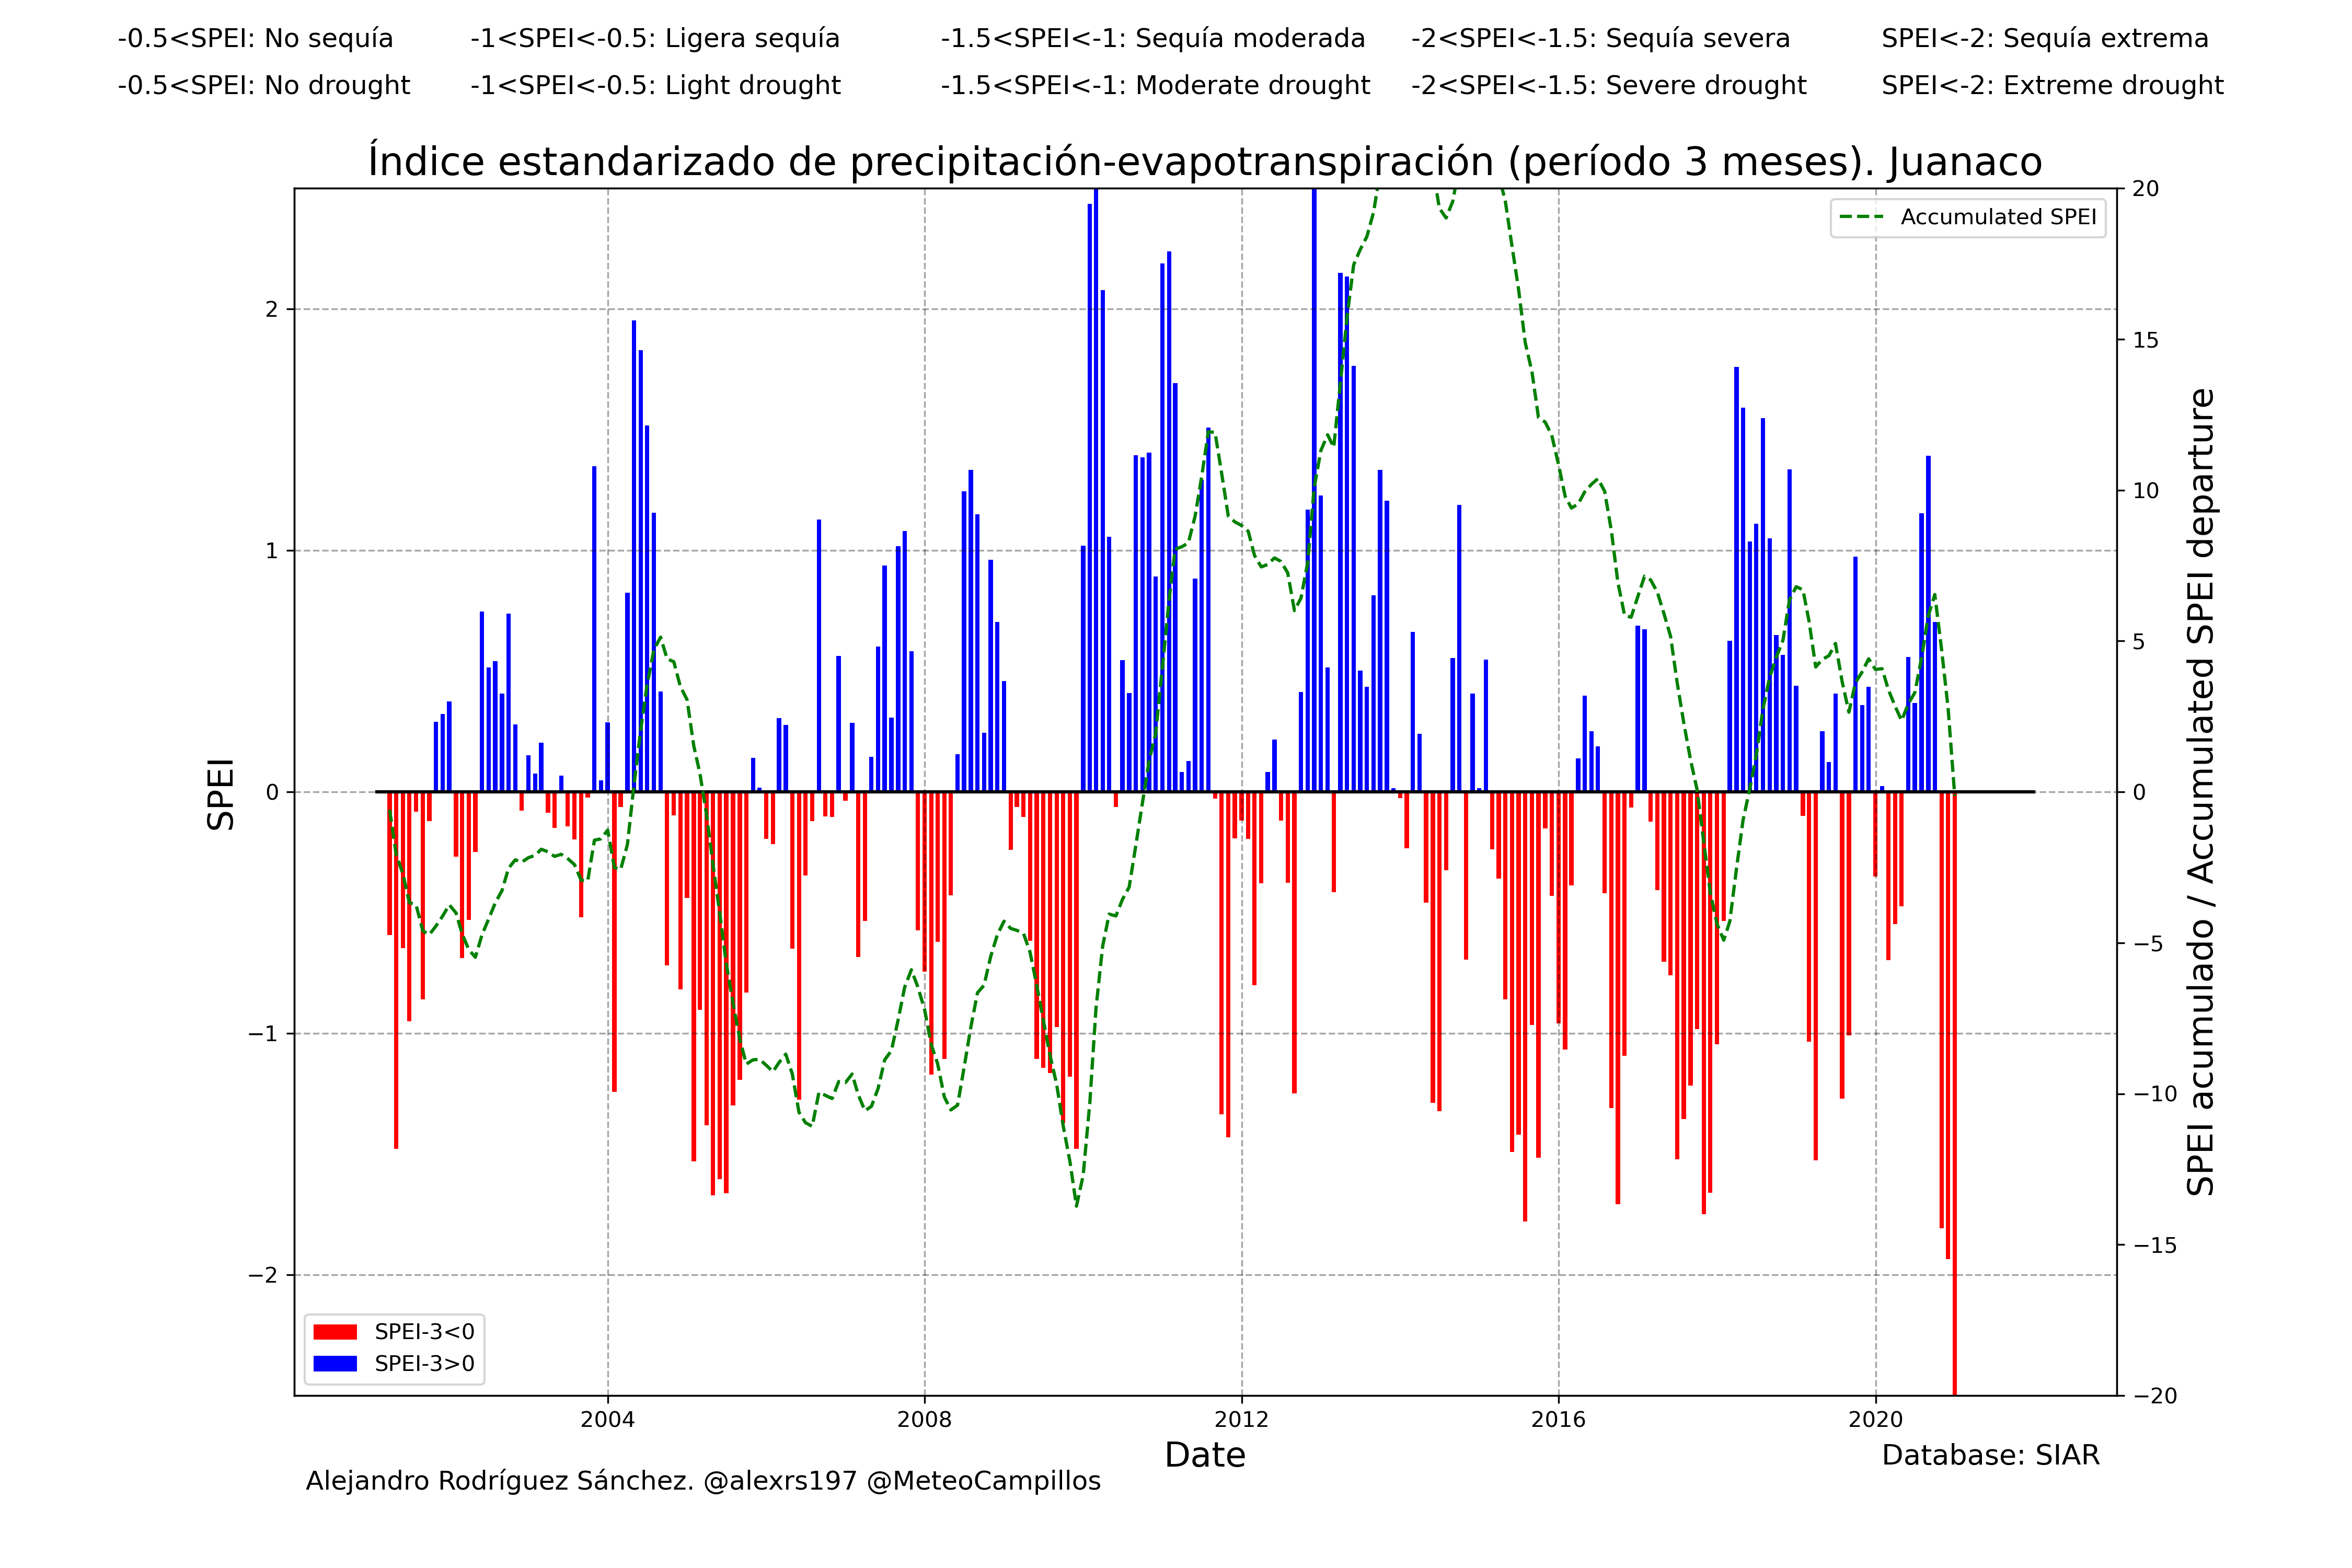 -0.5<SPEI: No sequía -1<SPEI<-0.5: Ligera sequía -1.5<SPEI<-1: Sequía moderada -2<SPEI<-1.5: Sequía severa SPEI<-2: Sequía extrema
-0.5<SPEI: No drought -1<SPEI<-0.5: Light drought -1.5<SPEI<-1: Moderate drought -2<SPEI<-1.5: Severe drought SPEI<-2: Extreme drought
Índice estandarizado de precipitación-evapotranspiración (período 3 meses). Juanaco
Accumulated SPEI
SPEI
2
1
0
−1
−2
20
15
10
5
0
−5
−10
−15
−20
SPEI acumulado / Accumulated SPEI departure
SPEI-3<0
SPEI-3>0
2004 2008 2012 2016 2020
Date
Database: SIAR
Alejandro Rodríguez Sánchez. @alexrs197 @MeteoCampillos